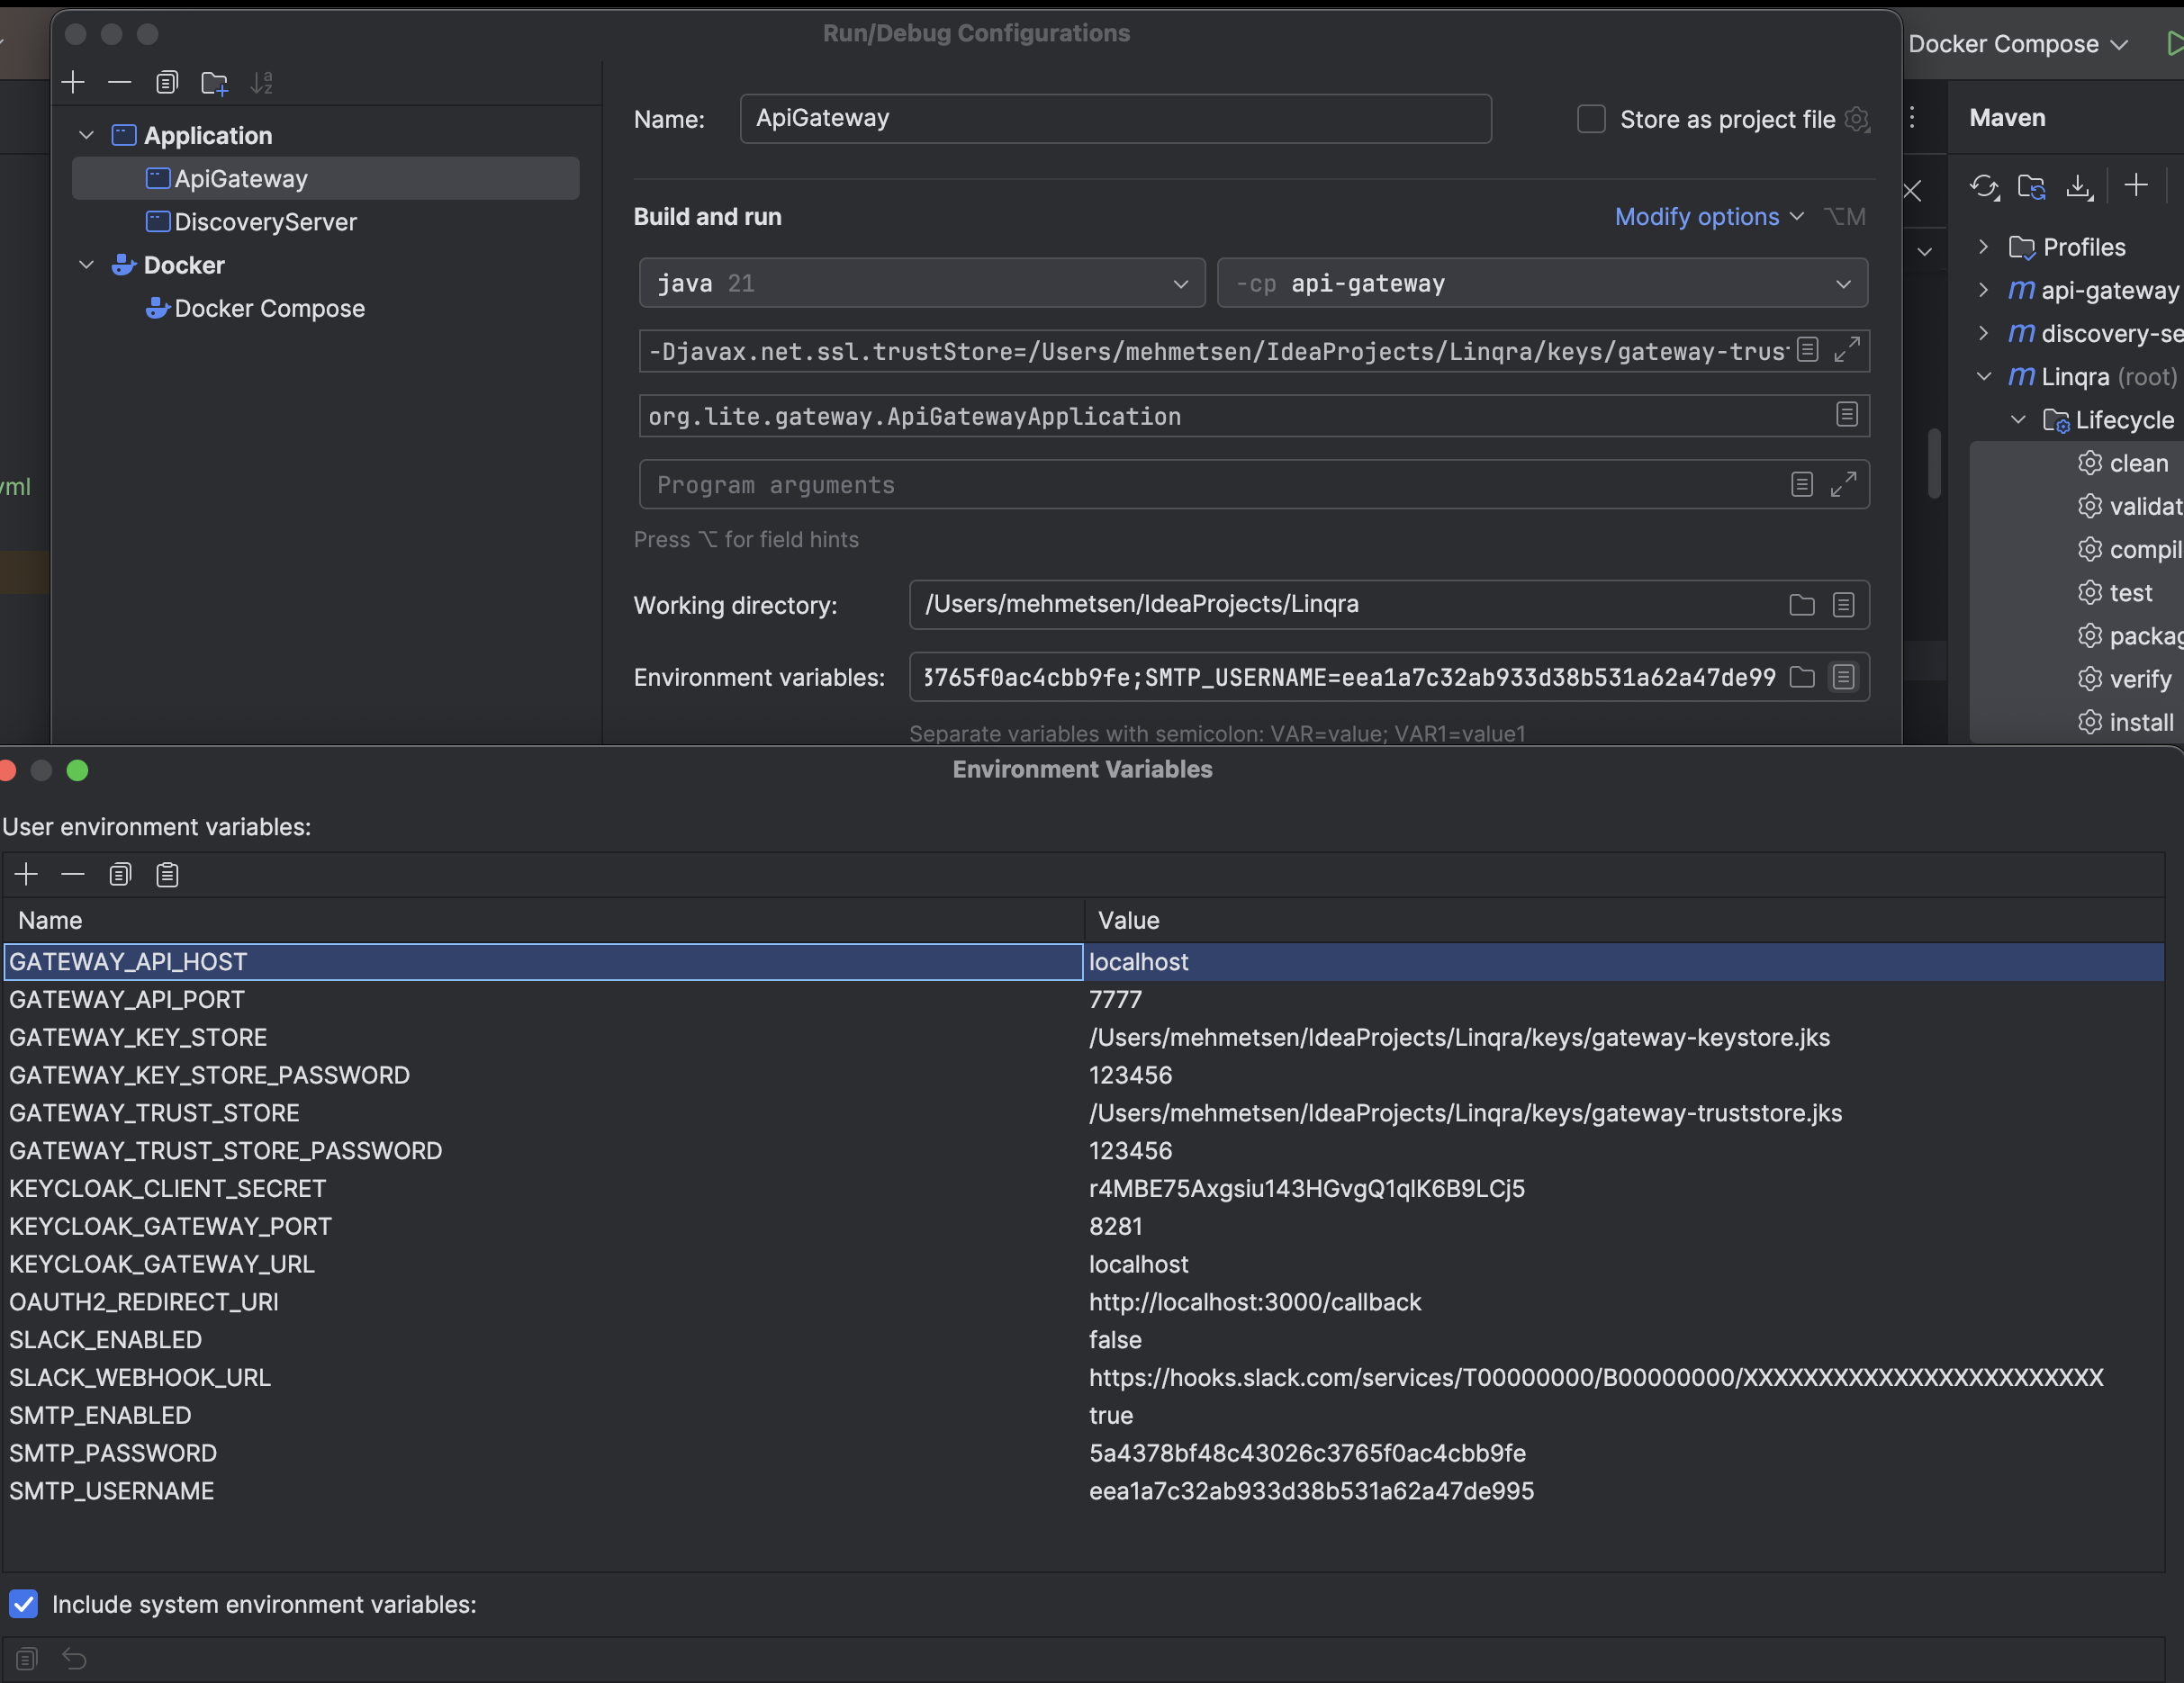 Run/Debug Configurations
Docker Compose
Name: ApiGateway Store as project file
Application
ApiGateway
DiscoveryServer
Docker
Docker Compose
Build and run Modify options ⌥M
java 21 -cp api-gateway
-Djavax.net.ssl.trustStore=/Users/mehmetsen/IdeaProjects/Linqra/keys/gateway-trus
org.lite.gateway.ApiGatewayApplication
Program arguments
Press ⌥ for field hints
Working directory: /Users/mehmetsen/IdeaProjects/Linqra
Environment variables: 3765f0ac4cbb9fe;SMTP_USERNAME=eea1a7c32ab933d38b531a62a47de99
Separate variables with semicolon: VAR=value; VAR1=value1
yml
Maven
Profiles
api-gateway
discovery-se
Linqra (root)
Lifecycle
clean
validat
compil
test
packag
verify
install
Environment Variables
User environment variables:
Name Value
GATEWAY_API_HOST localhost
GATEWAY_API_PORT 7777
GATEWAY_KEY_STORE /Users/mehmetsen/IdeaProjects/Linqra/keys/gateway-keystore.jks
GATEWAY_KEY_STORE_PASSWORD 123456
GATEWAY_TRUST_STORE /Users/mehmetsen/IdeaProjects/Linqra/keys/gateway-truststore.jks
GATEWAY_TRUST_STORE_PASSWORD 123456
KEYCLOAK_CLIENT_SECRET r4MBE75Axgsiu143HGvgQ1qlK6B9LCj5
KEYCLOAK_GATEWAY_PORT 8281
KEYCLOAK_GATEWAY_URL localhost
OAUTH2_REDIRECT_URI http://localhost:3000/callback
SLACK_ENABLED false
SLACK_WEBHOOK_URL https://hooks.slack.com/services/T00000000/B00000000/XXXXXXXXXXXXXXXXXXXXXXXX
SMTP_ENABLED true
SMTP_PASSWORD 5a4378bf48c43026c3765f0ac4cbb9fe
SMTP_USERNAME eea1a7c32ab933d38b531a62a47de995
Include system environment variables: